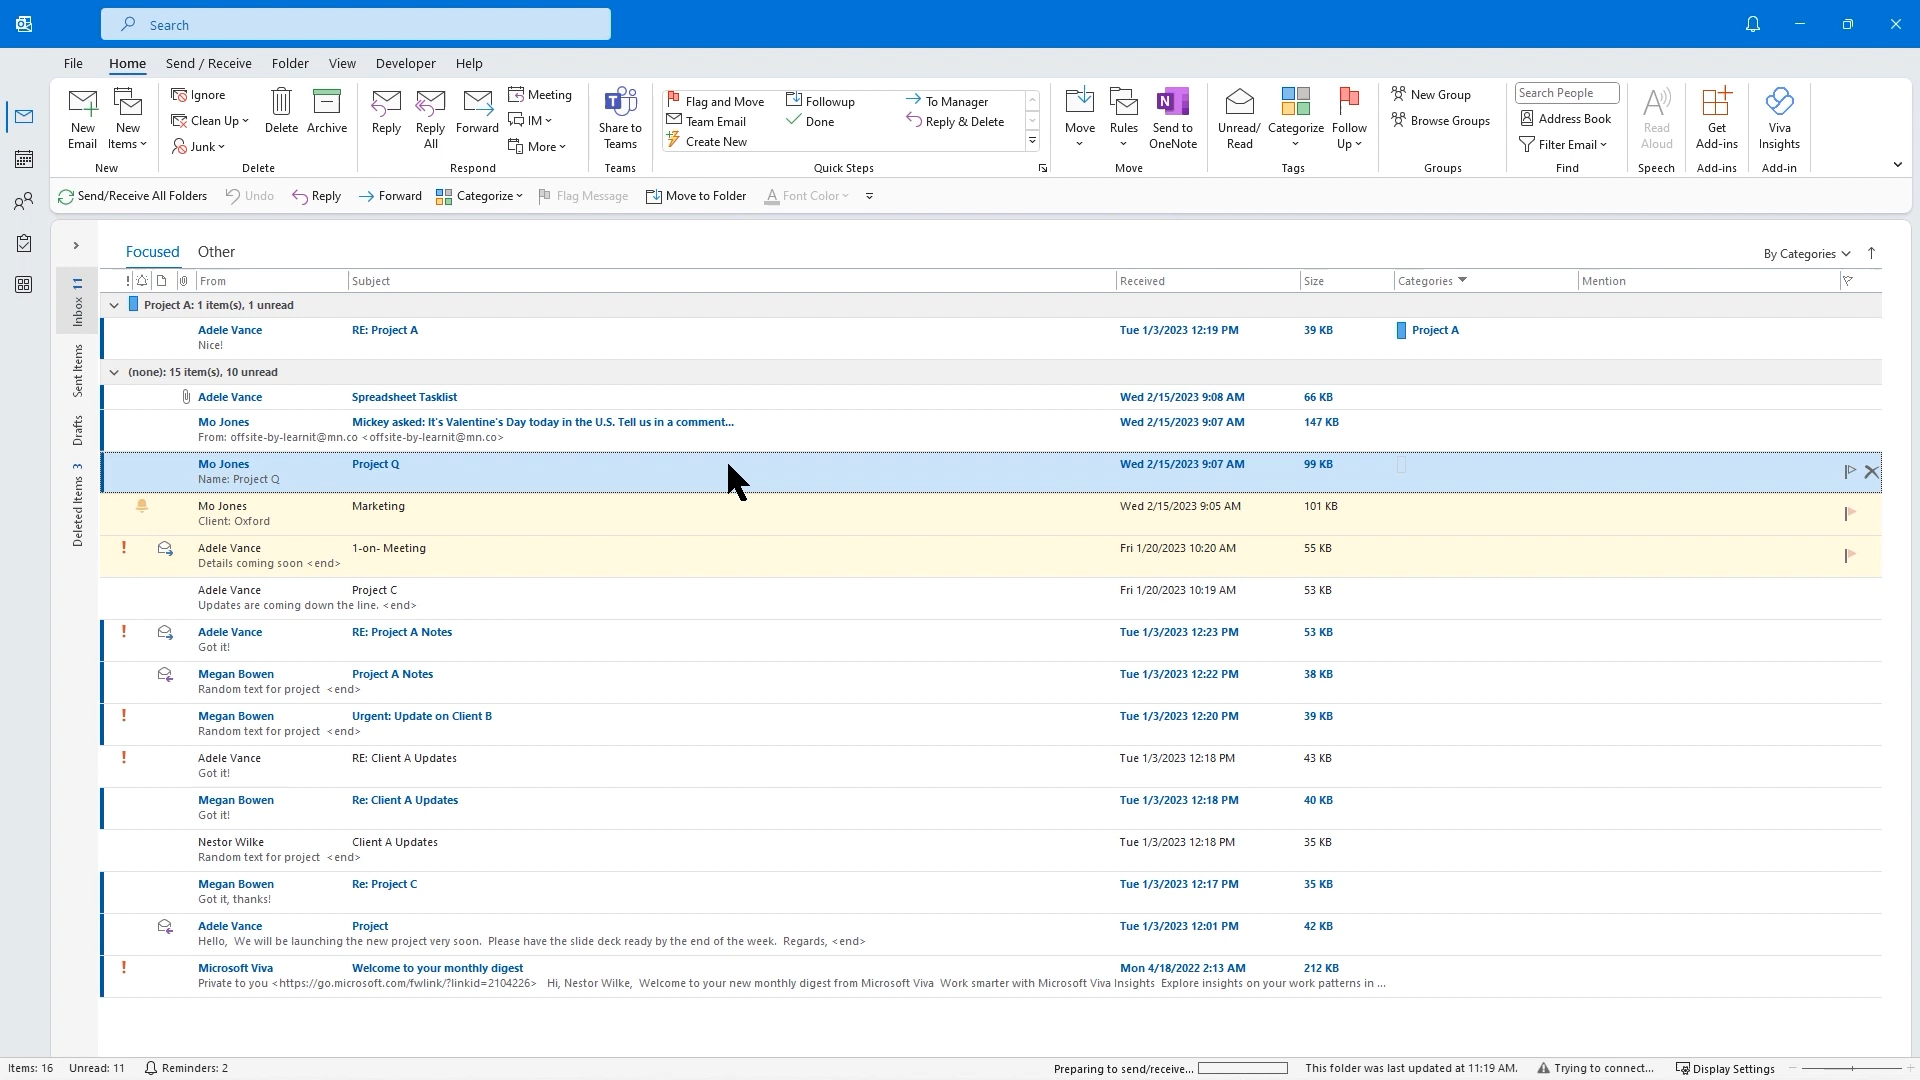 Search
File Home Send / Receive Folder View Developer Help
New Email
New Items
New
Ignore
Clean Up
Junk
Delete
Archive
Delete
Reply
Reply All
Forward
Meeting
IM
More
Respond
Share to Teams
Teams
Flag and Move Followup To Manager
Team Email Done Reply & Delete
Create New
Quick Steps
Move
Rules
Send to OneNote
Move
Unread/ Read
Categorize
Follow Up
Tags
New Group
Browse Groups
Groups
Search People
Address Book
Filter Email
Find
Read Aloud
Speech
Get Add-ins
Add-ins
Viva Insights
Add-in
Send/Receive All Folders Undo Reply Forward Categorize Flag Message Move to Folder Font Color
Inbox 11
Sent Items
Drafts
Deleted Items 3
Focused Other By Categories
! From Subject Received Size Categories Mention
Project A: 1 item(s), 1 unread
Adele Vance RE: Project A Tue 1/3/2023 12:19 PM 39 KB Project A
Nice!
(none): 15 item(s), 10 unread
Adele Vance Spreadsheet Tasklist Wed 2/15/2023 9:08 AM 66 KB
Mo Jones Mickey asked: It's Valentine's Day today in the U.S. Tell us in a comment... Wed 2/15/2023 9:07 AM 147 KB
From: offsite-by-learnit@mn.co <offsite-by-learnit@mn.co>
Mo Jones Project Q Wed 2/15/2023 9:07 AM 99 KB
Name: Project Q
Mo Jones Marketing Wed 2/15/2023 9:05 AM 101 KB
Client: Oxford
! Adele Vance 1-on- Meeting Fri 1/20/2023 10:20 AM 55 KB
Details coming soon <end>
Adele Vance Project C Fri 1/20/2023 10:19 AM 53 KB
Updates are coming down the line. <end>
! Adele Vance RE: Project A Notes Tue 1/3/2023 12:23 PM 53 KB
Got it!
Megan Bowen Project A Notes Tue 1/3/2023 12:22 PM 38 KB
Random text for project <end>
! Megan Bowen Urgent: Update on Client B Tue 1/3/2023 12:20 PM 39 KB
Random text for project <end>
! Adele Vance RE: Client A Updates Tue 1/3/2023 12:18 PM 43 KB
Got it!
Megan Bowen Re: Client A Updates Tue 1/3/2023 12:18 PM 40 KB
Got it!
Nestor Wilke Client A Updates Tue 1/3/2023 12:18 PM 35 KB
Random text for project <end>
Megan Bowen Re: Project C Tue 1/3/2023 12:17 PM 35 KB
Got it, thanks!
Adele Vance Project Tue 1/3/2023 12:01 PM 42 KB
Hello, We will be launching the new project very soon. Please have the slide deck ready by the end of the week. Regards, <end>
! Microsoft Viva Welcome to your monthly digest Mon 4/18/2022 2:13 AM 212 KB
Private to you <https://go.microsoft.com/fwlink/?linkid=2104226> Hi, Nestor Wilke, Welcome to your new monthly digest from Microsoft Viva Work smarter with Microsoft Viva Insights Explore insights on your work patterns in ...
Items: 16 Unread: 11 Reminders: 2 Preparing to send/receive... This folder was last updated at 11:19 AM. Trying to connect... Display Settings